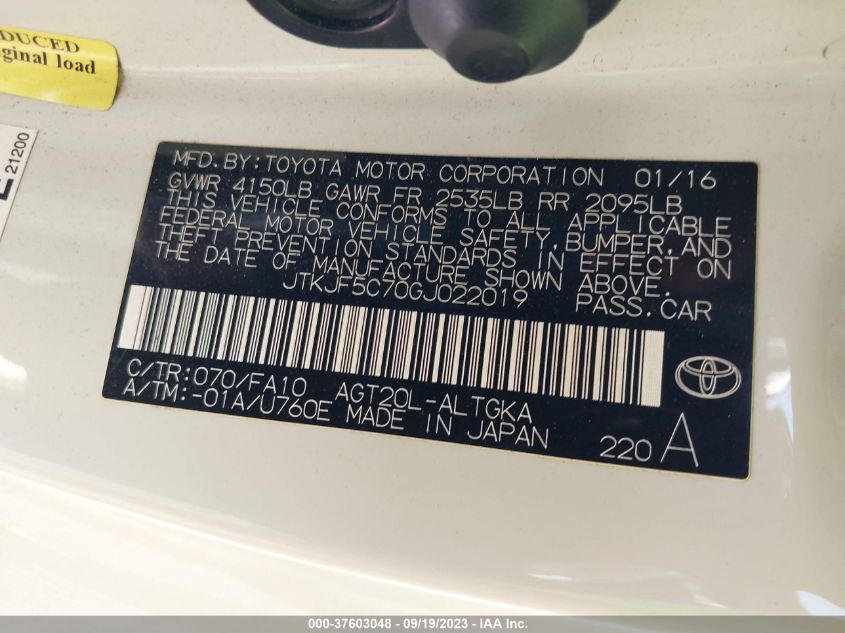 DUCED
ginal load
21200
MFD. BY: TOYOTA MOTOR CORPORATION 01/16
GVWR 4150LB GAWR FR 2535LB RR 2095LB
THIS VEHICLE CONFORMS TO ALL APPLICABLE
FEDERAL MOTOR VEHICLE SAFETY, BUMPER, AND
THEFT PREVENTION STANDARDS IN EFFECT ON
THE DATE OF MANUFACTURE SHOWN ABOVE.
JTKJF5C70GJ022019 PASS. CAR
C/TR: 070/FA10 AGT20L-ALTGKA
A/TM: -01A/U760E MADE IN JAPAN
220 A
000-37603048 - 09/19/2023 - IAA Inc.